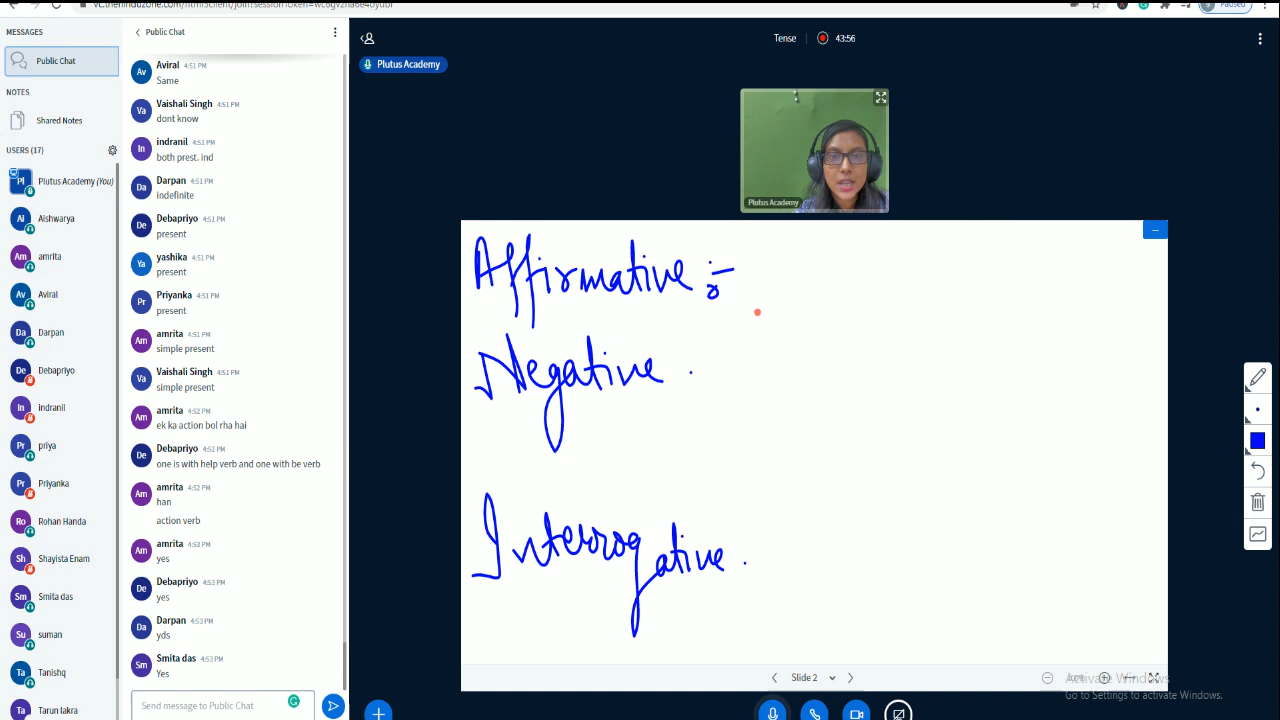 MESSAGES
Public Chat
NOTES
Shared Notes
USERS (17)
Plutus Academy (You)
Aishwarya
amrita
Aviral
Darpan
Debapriyo
indranil
priya
Priyanka
Rohan Handa
Shayista Enam
Smita das
suman
Tanishq
Tarun lakra
Public Chat
Aviral 4:51 PM
Same
Vaishali Singh 4:51 PM
dont know
indranil 4:51 PM
both prest. ind
Darpan 4:51 PM
indefinite
Debapriyo 4:51 PM
present
yashika 4:51 PM
present
Priyanka 4:51 PM
present
amrita 4:51 PM
simple present
Vaishali Singh 4:51 PM
simple present
amrita 4:52 PM
ek ka action bol rha hai
Debapriyo 4:52 PM
one is with help verb and one with be verb
amrita 4:52 PM
han
action verb
amrita 4:53 PM
yes
Debapriyo 4:53 PM
yes
Darpan 4:53 PM
yds
Smita das 4:53 PM
Yes
Send message to Public Chat
Tense 43:56
Plutus Academy
Plutus Academy
Affirmative :-
Negative .
Interrogative .
Slide 2
Activate Windows
Go to Settings to activate Windows.